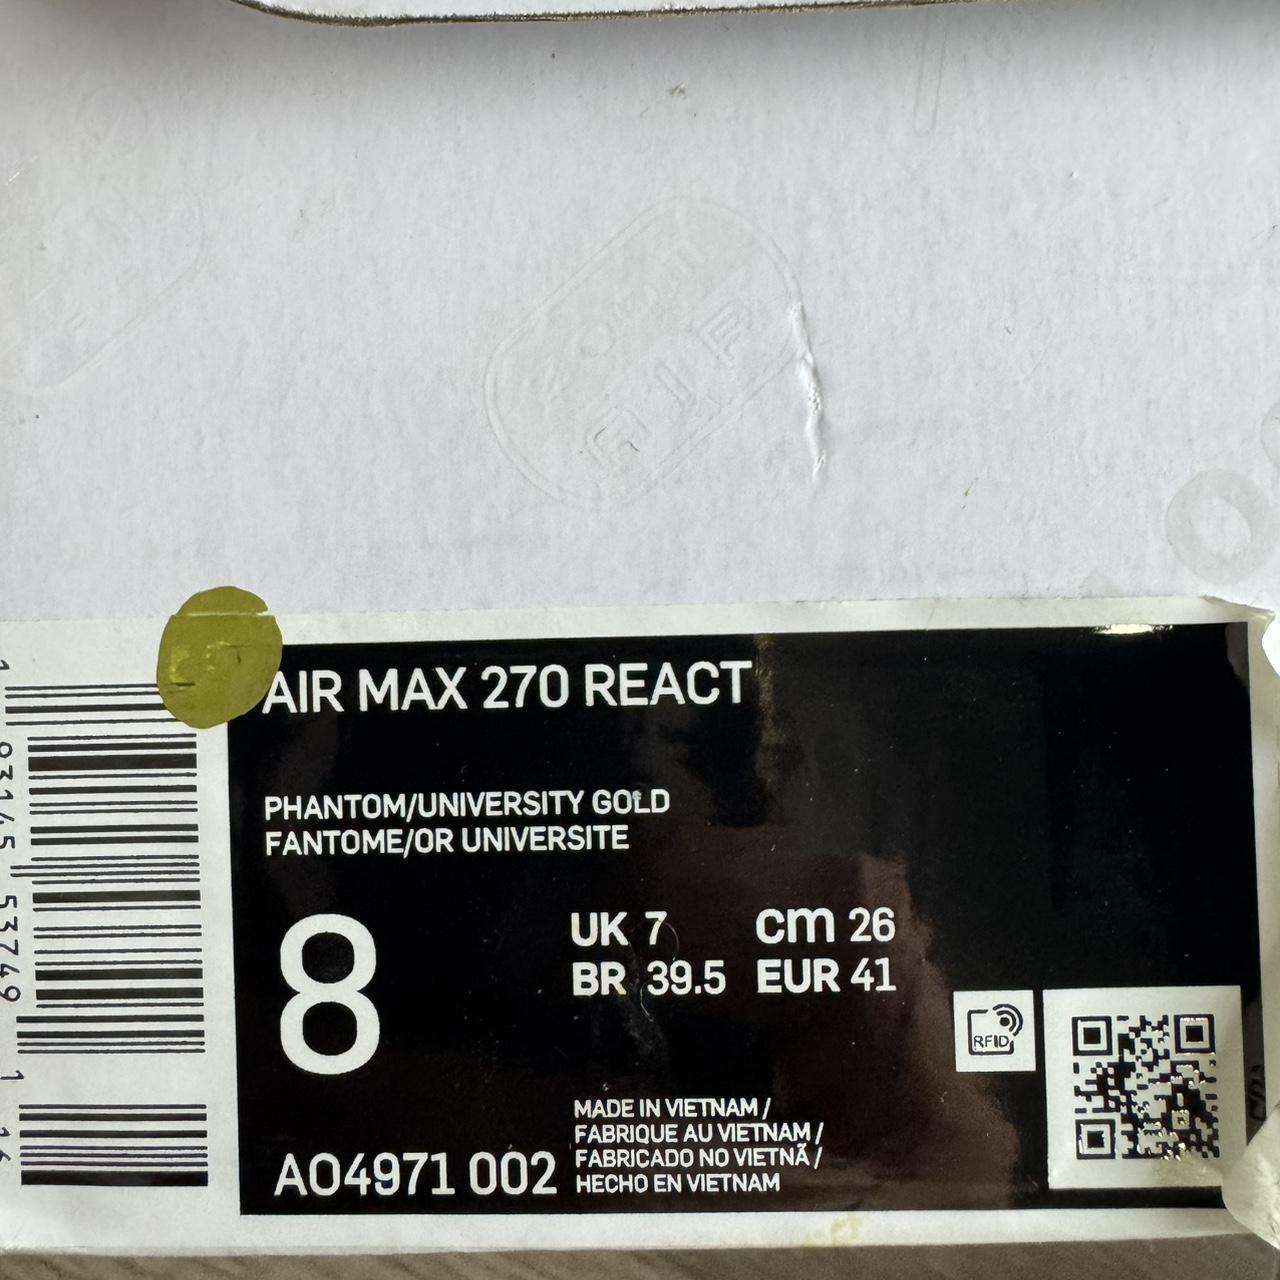 AIR
AIR MAX 270 REACT
PHANTOM/UNIVERSITY GOLD
FANTOME/OR UNIVERSITE
8
UK 7 cm 26
BR 39.5 EUR 41
RFID
MADE IN VIETNAM /
FABRIQUE AU VIETNAM /
FABRICADO NO VIETNÃ /
HECHO EN VIETNAM
AO4971 002